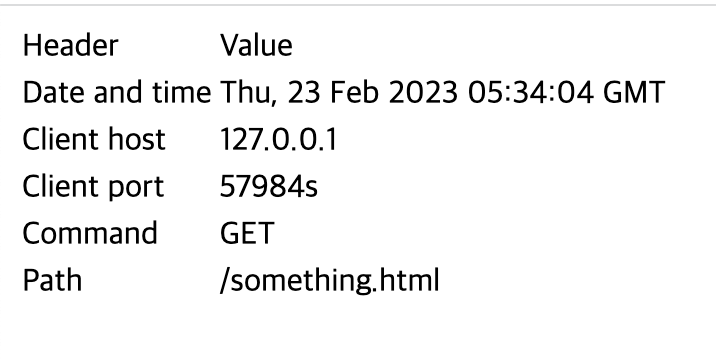 Header Value
Date and time Thu, 23 Feb 2023 05:34:04 GMT
Client host 127.0.0.1
Client port 57984s
Command GET
Path /something.html